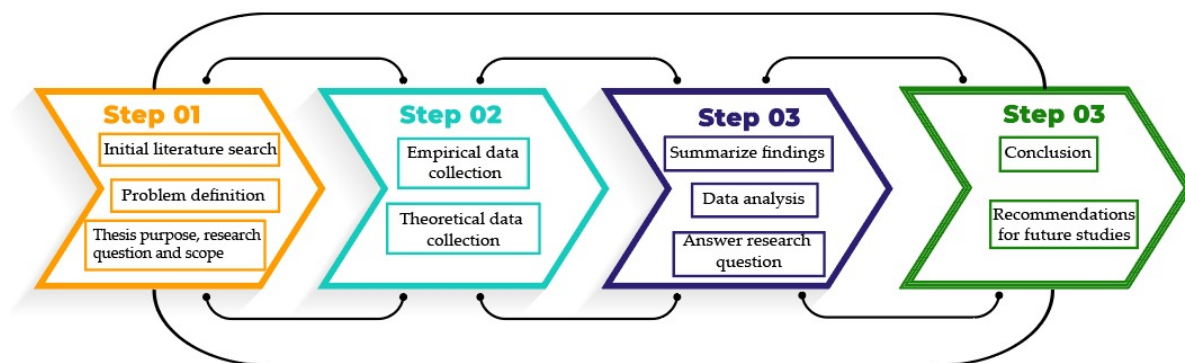 Step 01
Initial literature search
Problem definition
Thesis purpose, research
question and scope
Step 02
Empirical data
collection
Theoretical data
collection
Step 03
Summarize findings
Data analysis
Answer research
question
Step 03
Conclusion
Recommendations
for future studies